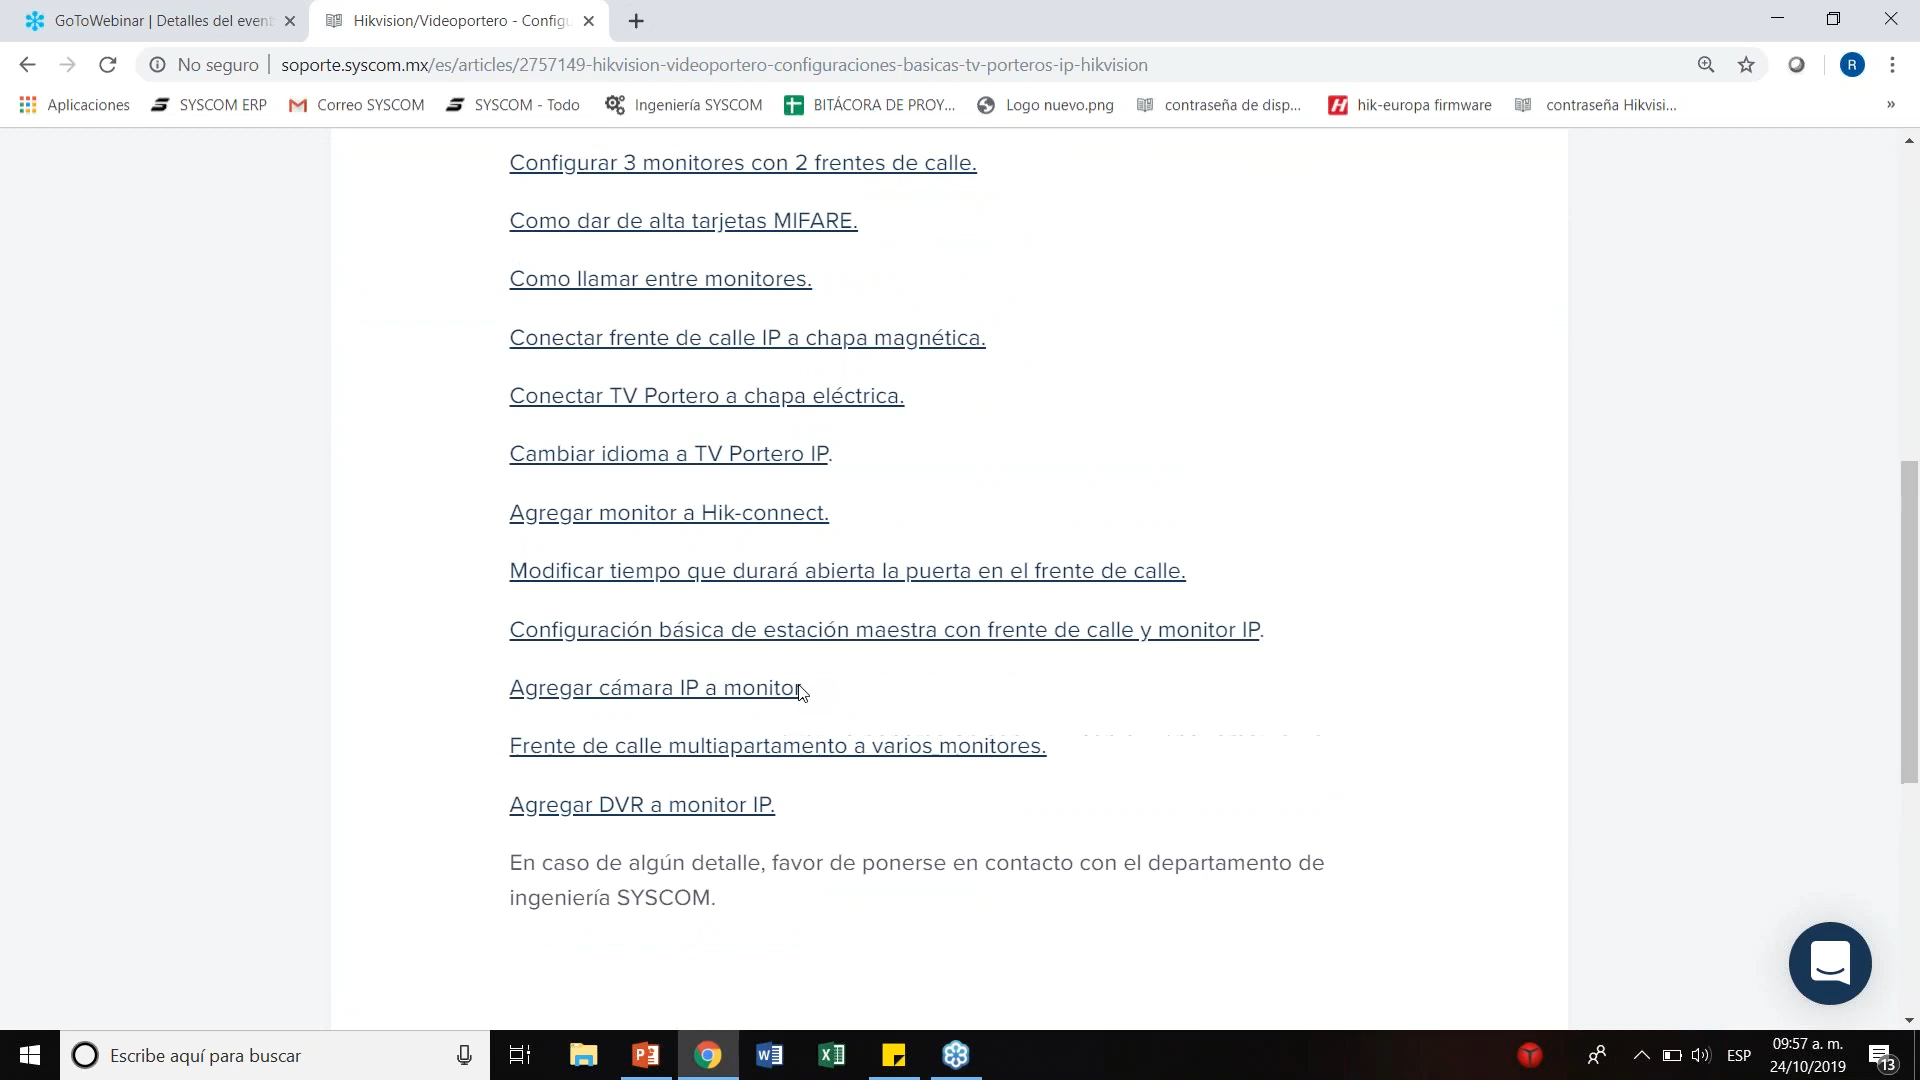 GoToWebinar | Detalles del even
Hikvision/Videoportero - Configu
No seguro
soporte.syscom.mx/es/articles/2757149-hikvision-videoportero-configuraciones-basicas-tv-porteros-ip-hikvision
R
Aplicaciones
SYSCOM ERP
Correo SYSCOM
SYSCOM - Todo
Ingeniería SYSCOM
BITÁCORA DE PROY...
Logo nuevo.png
contraseña de disp...
hik-europa firmware
contraseña Hikvisi...
»
Configurar 3 monitores con 2 frentes de calle.
Como dar de alta tarjetas MIFARE.
Como llamar entre monitores.
Conectar frente de calle IP a chapa magnética.
Conectar TV Portero a chapa eléctrica.
Cambiar idioma a TV Portero IP.
Agregar monitor a Hik-connect.
Modificar tiempo que durará abierta la puerta en el frente de calle.
Configuración básica de estación maestra con frente de calle y monitor IP.
Agregar cámara IP a monitor
Frente de calle multiapartamento a varios monitores.
Agregar DVR a monitor IP.
En caso de algún detalle, favor de ponerse en contacto con el departamento de
ingeniería SYSCOM.
Escribe aquí para buscar
ESP
09:57 a. m.
24/10/2019
13